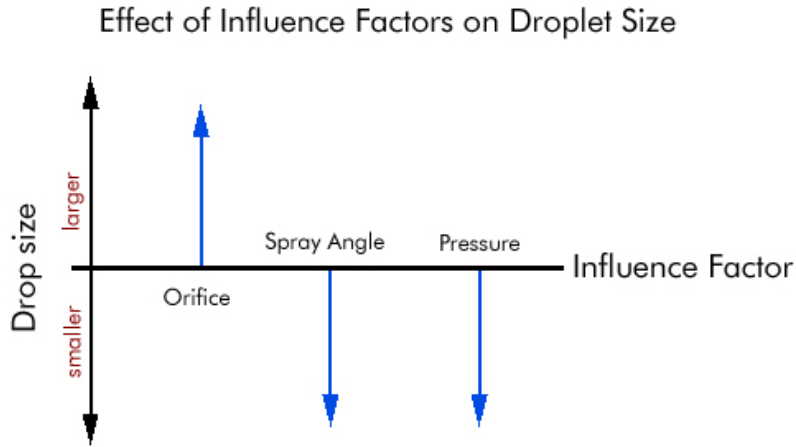 Effect of Influence Factors on Droplet Size
Drop size
larger
smaller
Orifice
Spray Angle
Pressure
Influence Factor